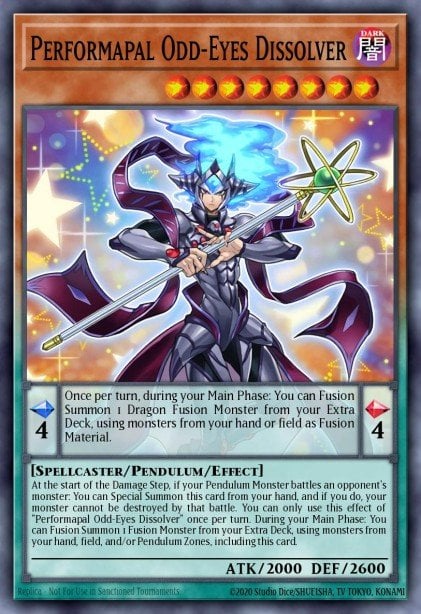 PERFORMAPAL ODD-EYES DISSOLVER
DARK
闇
Once per turn, during your Main Phase: You can Fusion
Summon 1 Dragon Fusion Monster from your Extra
Deck, using monsters from your hand or field as Fusion
Material.
4
4
[SPELLCASTER/PENDULUM/EFFECT]
At the start of the Damage Step, if your Pendulum Monster battles an opponent's
monster: You can Special Summon this card from your hand, and if you do, your
monster cannot be destroyed by that battle. You can only use this effect of
"Performapal Odd-Eyes Dissolver" once per turn. During your Main Phase: You
can Fusion Summon 1 Fusion Monster from your Extra Deck, using monsters from
your hand, field, and/or Pendulum Zones, including this card.
ATK/2000 DEF/2600
Replica - Not For Use in Sanctioned Tournaments
©2020 Studio Dice/SHUEISHA, TV TOKYO, KONAMI